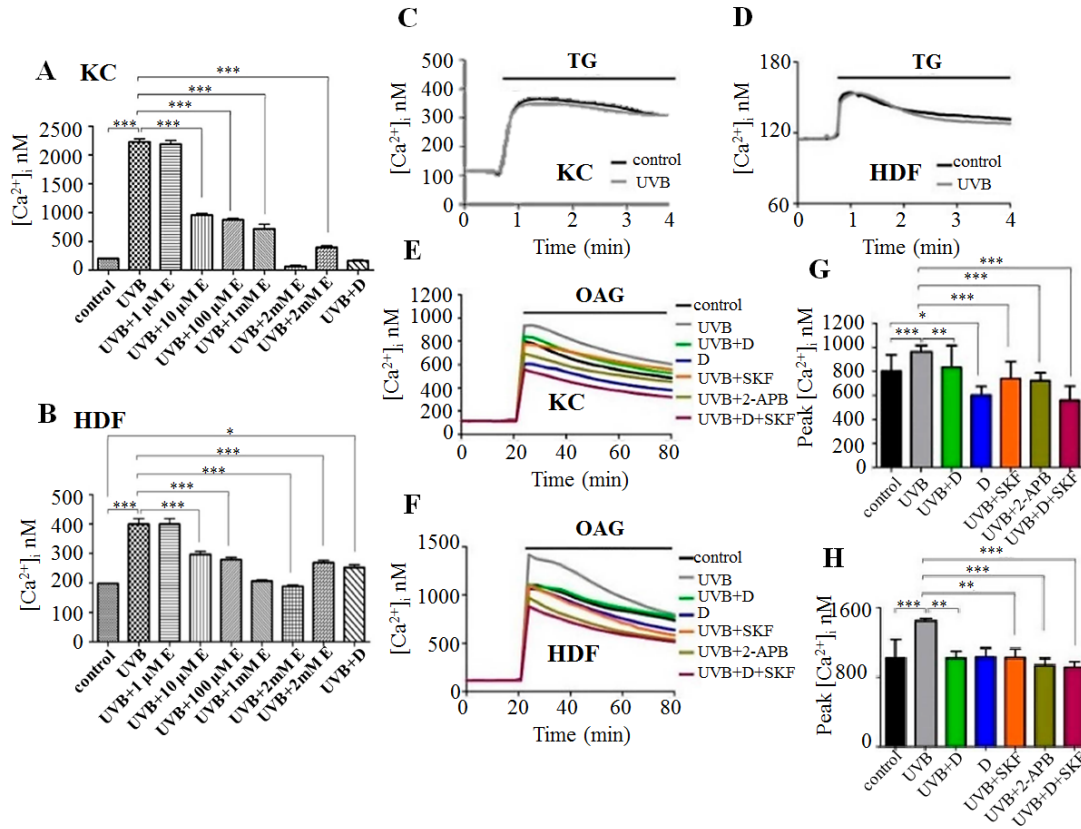 A KC
***
***
***
*** ***
[Ca²⁺]ᵢ nM
2500
2000
1500
1000
500
0
control
UVB
UVB+1 μM E
UVB+10 μM E
UVB+100 μM E
UVB+1mM E
UVB+2mM E
UVB+2mM E
UVB+D
B HDF
*
***
***
***
*** ***
[Ca²⁺]ᵢ nM
500
400
300
200
100
0
control
UVB
UVB+1 μM E
UVB+10 μM E
UVB+100 μM E
UVB+1mM E
UVB+2mM E
UVB+2mM E
UVB+D
C
TG
[Ca²⁺]ᵢ nM
500
400
300
200
100
0
control
UVB
KC
0 1 2 3 4
Time (min)
D
TG
[Ca²⁺]ᵢ nM
180
120
60
control
UVB
HDF
0 1 2 3 4
Time (min)
E
OAG
[Ca²⁺]ᵢ nM
1200
1000
800
600
400
200
0
control
UVB
UVB+D
D
UVB+SKF
UVB+2-APB
UVB+D+SKF
KC
0 20 40 60 80
Time (min)
F
OAG
[Ca²⁺]ᵢ nM
1500
1000
500
0
control
UVB
UVB+D
D
UVB+SKF
UVB+2-APB
UVB+D+SKF
HDF
0 20 40 60 80
Time (min)
G
***
***
***
*
*** **
Peak [Ca²⁺]ᵢ nM
1200
1000
800
600
400
200
0
control
UVB
UVB+D
D
UVB+SKF
UVB+2-APB
UVB+D+SKF
H
***
***
**
*** **
Peak [Ca²⁺]ᵢ nM
1600
800
0
control
UVB
UVB+D
D
UVB+SKF
UVB+2-APB
UVB+D+SKF